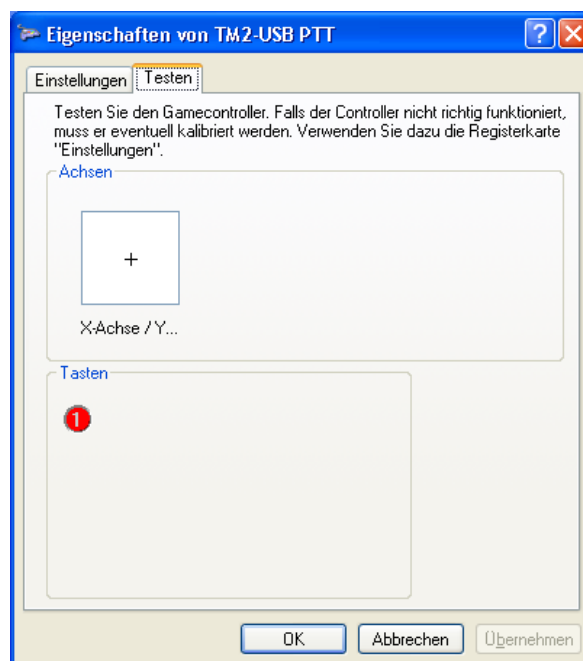 Eigenschaften von TM2-USB PTT
Einstellungen Testen
Testen Sie den Gamecontroller. Falls der Controller nicht richtig funktioniert,
muss er eventuell kalibriert werden. Verwenden Sie dazu die Registerkarte
"Einstellungen".
Achsen
X-Achse / Y...
Tasten
1
OK Abbrechen Übernehmen